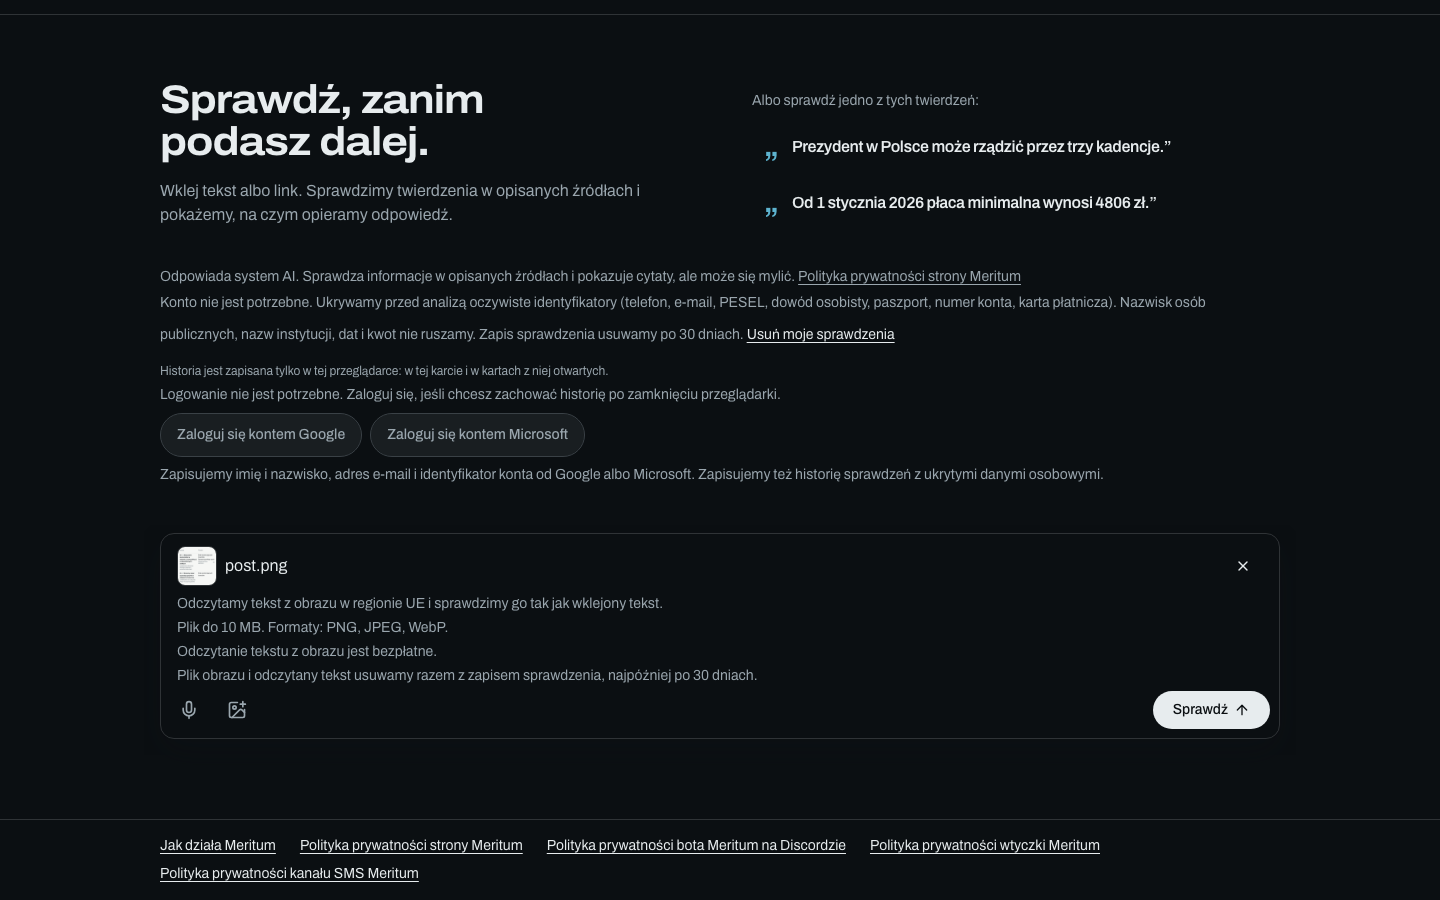 Sprawdź, zanim
podasz dalej.
Wklej tekst albo link. Sprawdzimy twierdzenia w opisanych źródłach i
pokażemy, na czym opieramy odpowiedź.
Albo sprawdź jedno z tych twierdzeń:
„ Prezydent w Polsce może rządzić przez trzy kadencje.”
„ Od 1 stycznia 2026 płaca minimalna wynosi 4806 zł.”
Odpowiada system AI. Sprawdza informacje w opisanych źródłach i pokazuje cytaty, ale może się mylić. Polityka prywatności strony Meritum
Konto nie jest potrzebne. Ukrywamy przed analizą oczywiste identyfikatory (telefon, e-mail, PESEL, dowód osobisty, paszport, numer konta, karta płatnicza). Nazwisk osób
publicznych, nazw instytucji, dat i kwot nie ruszamy. Zapis sprawdzenia usuwamy po 30 dniach. Usuń moje sprawdzenia
Historia jest zapisana tylko w tej przeglądarce: w tej karcie i w kartach z niej otwartych.
Logowanie nie jest potrzebne. Zaloguj się, jeśli chcesz zachować historię po zamknięciu przeglądarki.
Zaloguj się kontem Google
Zaloguj się kontem Microsoft
Zapisujemy imię i nazwisko, adres e-mail i identyfikator konta od Google albo Microsoft. Zapisujemy też historię sprawdzeń z ukrytymi danymi osobowymi.
post.png
Odczytamy tekst z obrazu w regionie UE i sprawdzimy go tak jak wklejony tekst.
Plik do 10 MB. Formaty: PNG, JPEG, WebP.
Odczytanie tekstu z obrazu jest bezpłatne.
Plik obrazu i odczytany tekst usuwamy razem z zapisem sprawdzenia, najpóźniej po 30 dniach.
Sprawdź
Jak działa Meritum
Polityka prywatności strony Meritum
Polityka prywatności bota Meritum na Discordzie
Polityka prywatności wtyczki Meritum
Polityka prywatności kanału SMS Meritum